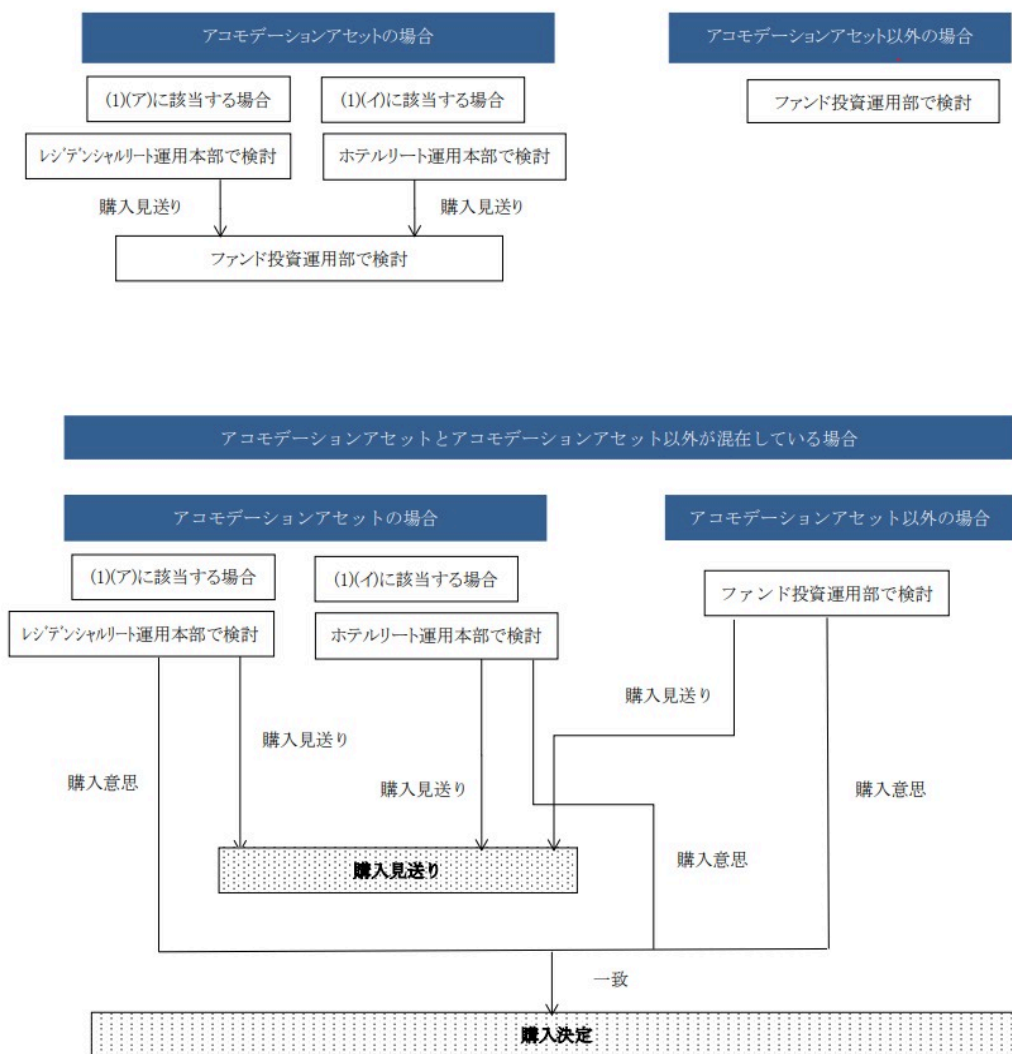 アコモデーションアセットの場合
アコモデーションアセット以外の場合
(1)(ア)に該当する場合
(1)(イ)に該当する場合
ファンド投資運用部で検討
ﾚｼﾞﾃﾞﾝｼｬﾙﾘｰﾄ運用本部で検討
ホテルリート運用本部で検討
購入見送り
購入見送り
ファンド投資運用部で検討
アコモデーションアセットとアコモデーションアセット以外が混在している場合
アコモデーションアセットの場合
アコモデーションアセット以外の場合
(1)(ア)に該当する場合
(1)(イ)に該当する場合
ファンド投資運用部で検討
ﾚｼﾞﾃﾞﾝｼｬﾙﾘｰﾄ運用本部で検討
ホテルリート運用本部で検討
購入見送り
購入見送り
購入意思
購入見送り
購入意思
購入見送り
購入意思
一致
購入決定